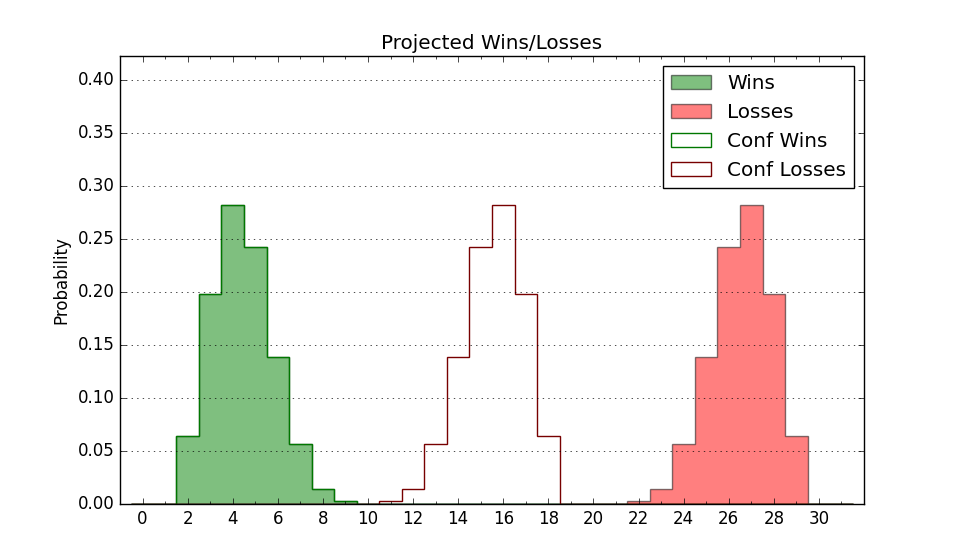 Projected Wins/Losses
Probability
0.40
0.35
0.30
0.25
0.20
0.15
0.10
0.05
0.00
0 2 4 6 8 10 12 14 16 18 20 22 24 26 28 30
Wins
Losses
Conf Wins
Conf Losses